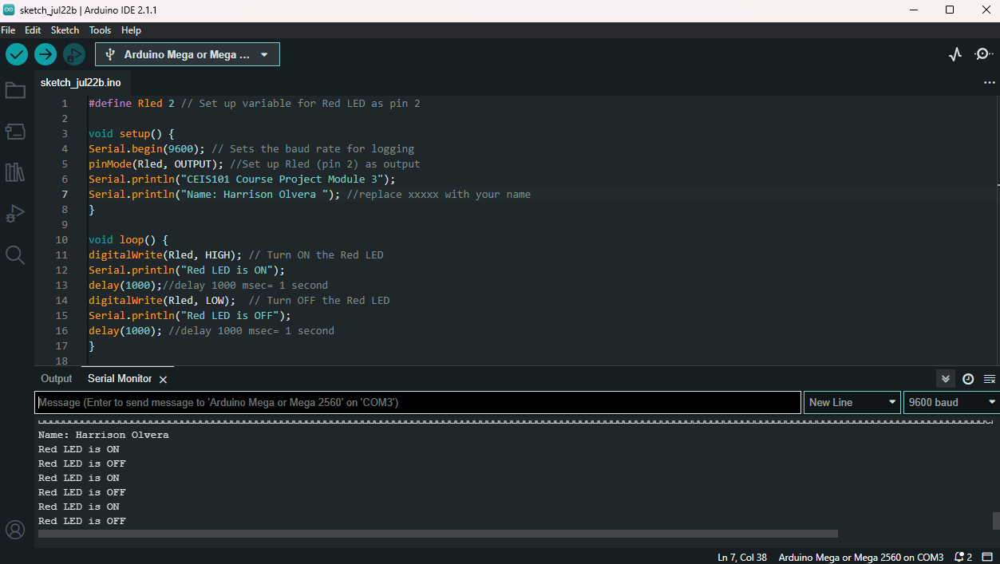 sketch_jul22b | Arduino IDE 2.1.1
File Edit Sketch Tools Help
Arduino Mega or Mega ...
sketch_jul22b.ino
1 #define Rled 2 // Set up variable for Red LED as pin 2
2
3 void setup() {
4 Serial.begin(9600); // Sets the baud rate for logging
5 pinMode(Rled, OUTPUT); //Set up Rled (pin 2) as output
6 Serial.println("CEIS101 Course Project Module 3");
7 Serial.println("Name: Harrison Olvera "); //replace xxxxx with your name
8 }
9
10 void loop() {
11 digitalWrite(Rled, HIGH); // Turn ON the Red LED
12 Serial.println("Red LED is ON");
13 delay(1000);//delay 1000 msec= 1 second
14 digitalWrite(Rled, LOW);  // Turn OFF the Red LED
15 Serial.println("Red LED is OFF");
16 delay(1000); //delay 1000 msec= 1 second
17 }
18
Output Serial Monitor
Message (Enter to send message to 'Arduino Mega or Mega 2560' on 'COM3') New Line 9600 baud
Name: Harrison Olvera
Red LED is ON
Red LED is OFF
Red LED is ON
Red LED is OFF
Red LED is ON
Red LED is OFF
Ln 7, Col 38 Arduino Mega or Mega 2560 on COM3 2